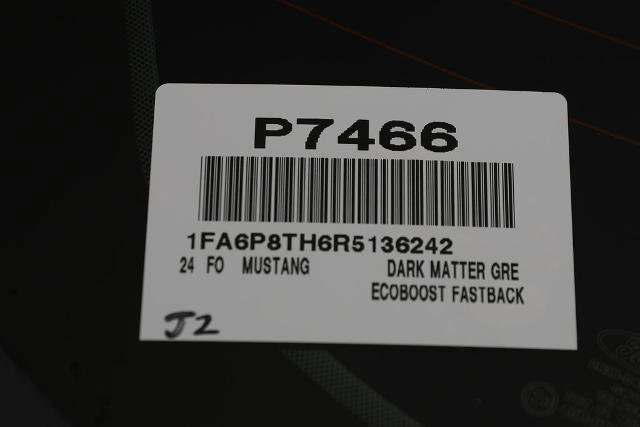 P7466
1FA6P8TH6R5136242
24 FO MUSTANG DARK MATTER GRE
ECOBOOST FASTBACK
J2